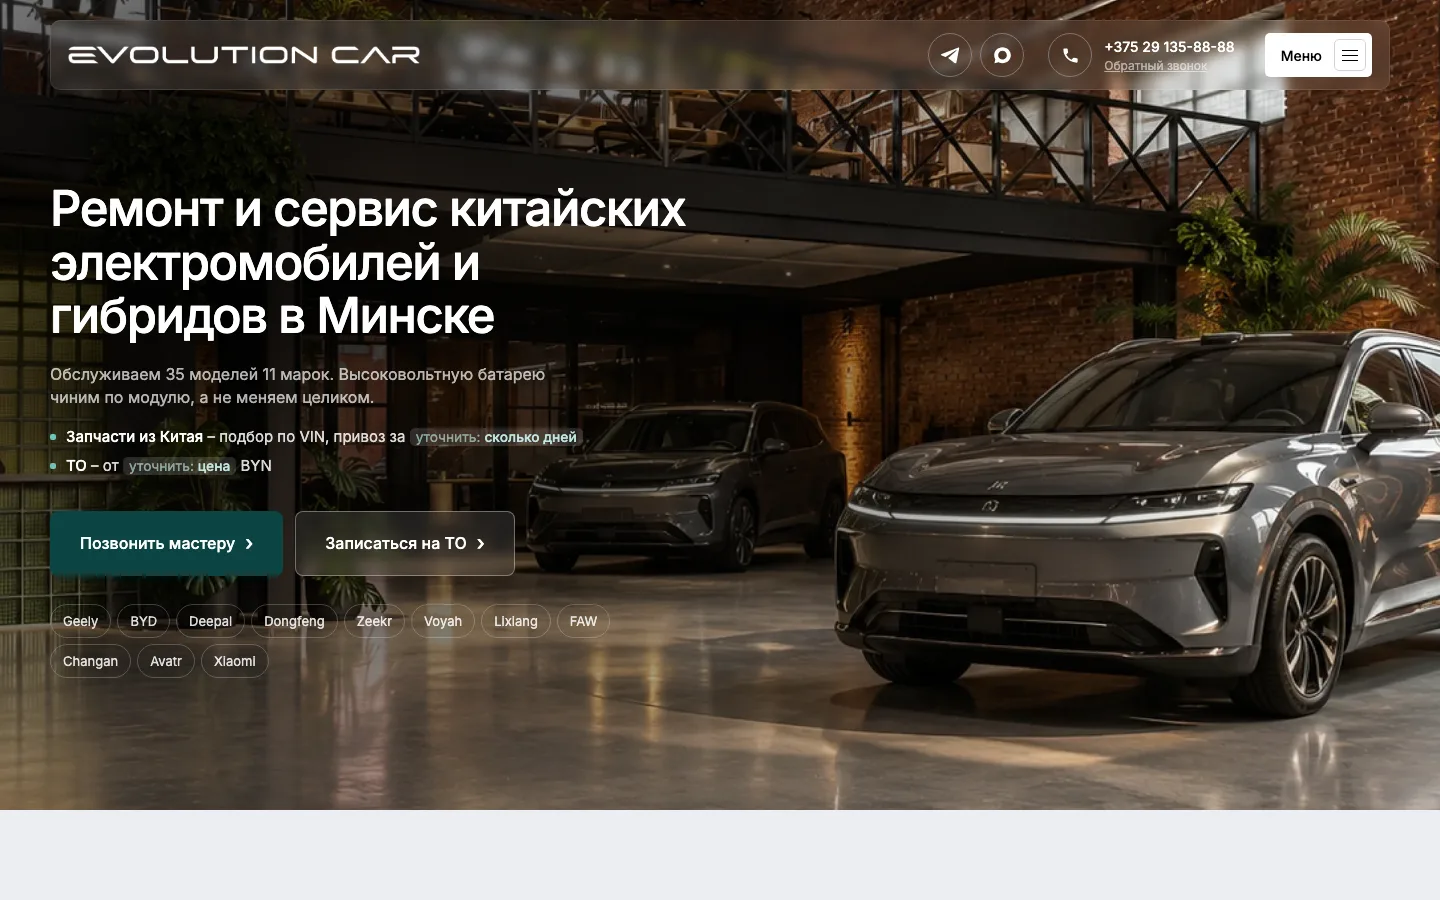 EVOLUTION CAR
+375 29 135-88-88
Обратный звонок
Меню
Ремонт и сервис китайских
электромобилей и
гибридов в Минске
Обслуживаем 35 моделей 11 марок. Высоковольтную батарею
чиним по модулю, а не меняем целиком.
Запчасти из Китая – подбор по VIN, привоз за уточнить: сколько дней
ТО – от уточнить: цена BYN
Позвонить мастеру ›
Записаться на ТО ›
Geely BYD Deepal Dongfeng Zeekr Voyah Lixiang FAW
Changan Avatr Xiaomi